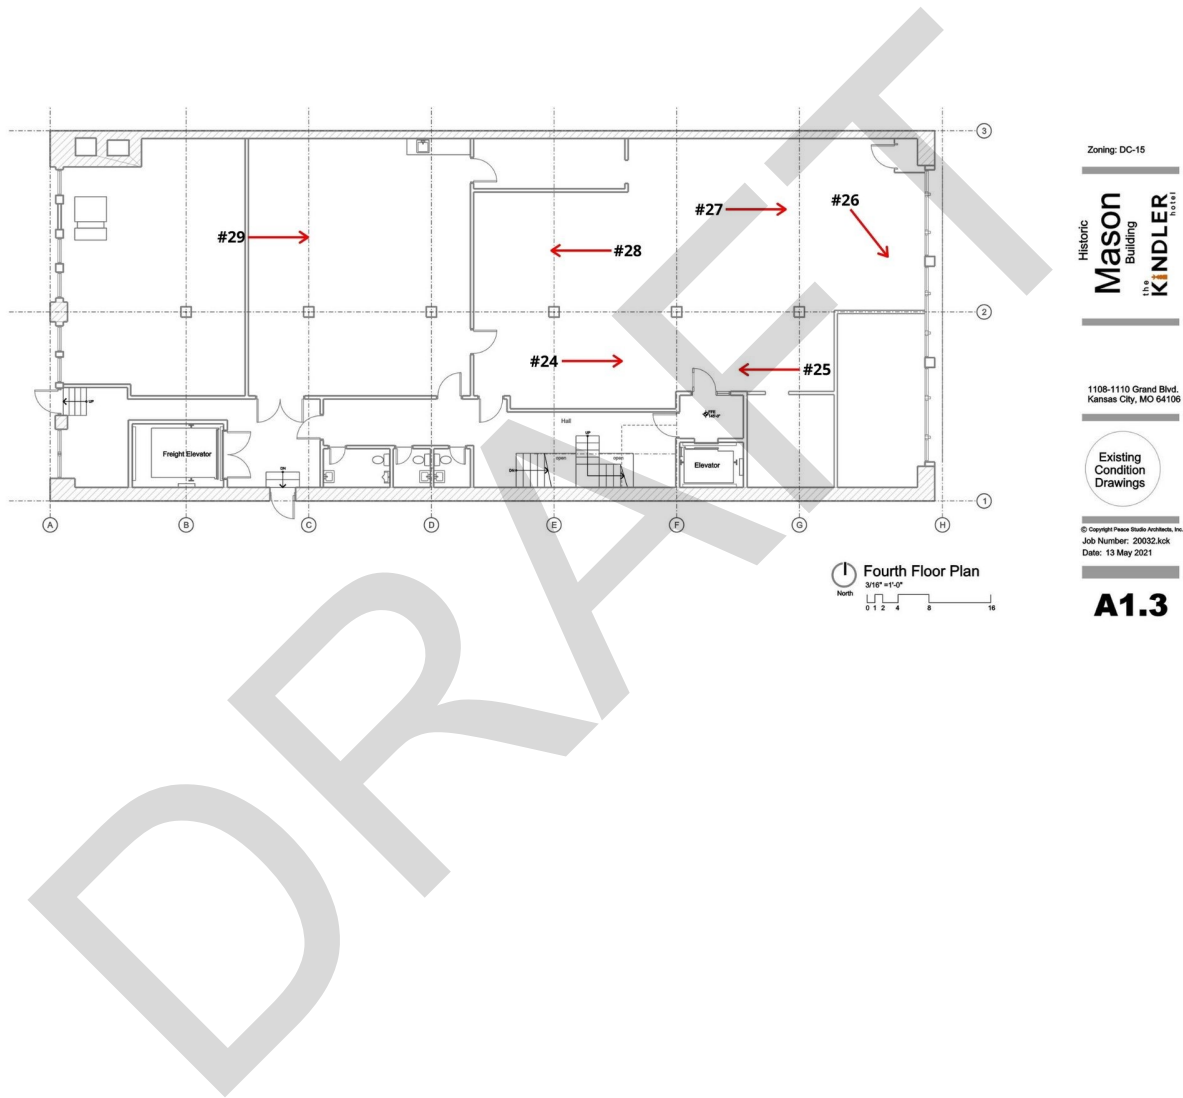 3
Zoning: DC-15
Historic
Mason
Building
the
KiNDLER
hotel
#26
#27
#29
#28
2
#24
#25
UP
1108-1110 Grand Blvd.
Kansas City, MO 64106
Hall
UP
Freight Elevator
open
open
Elevator
DN
DN
Existing
Condition
Drawings
1
A
B
C
D
E
F
G
H
© Copyright Peace Studio Architects, Inc.
Job Number: 20032.kck
Date: 13 May 2021
North
Fourth Floor Plan
3/16" =1'-0"
0 1 2 4 8 16
A1.3
DRAFT